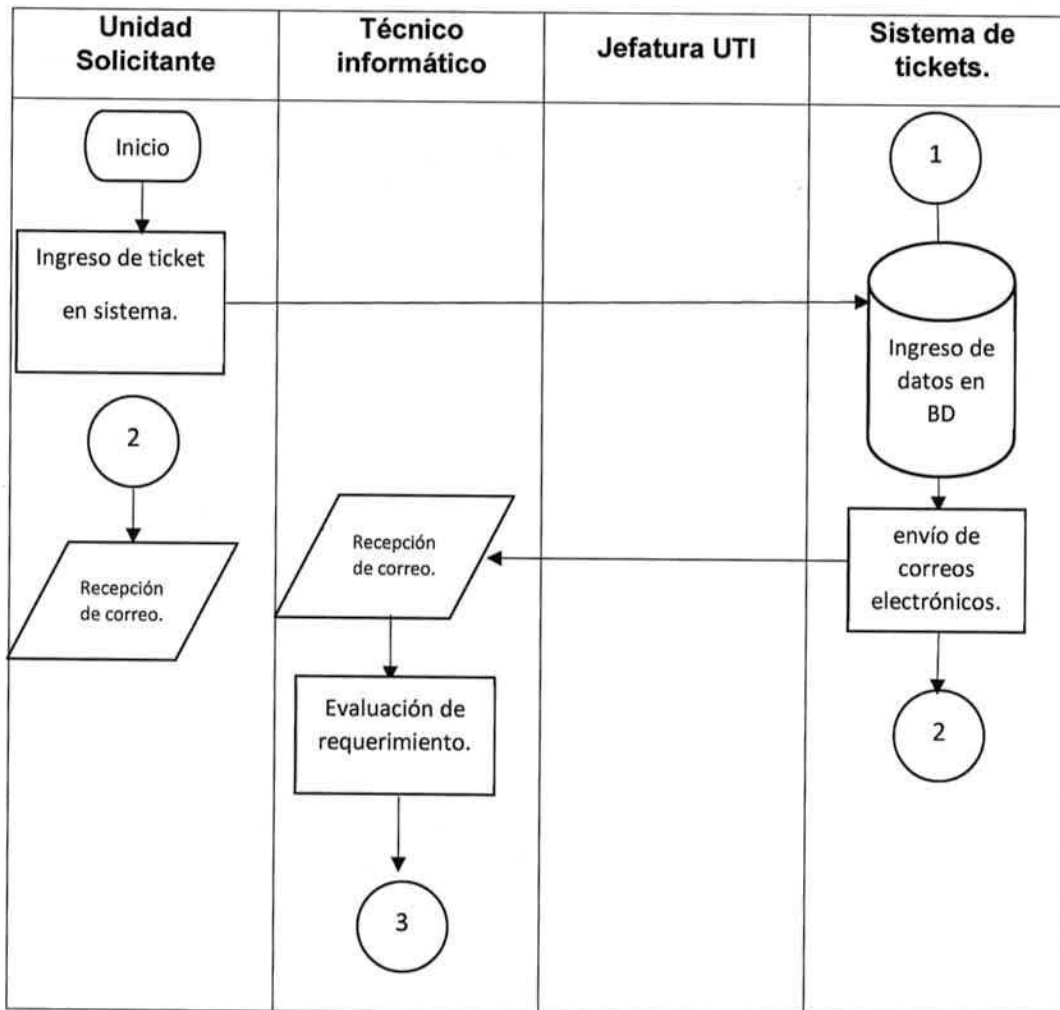 Unidad
Solicitante
Técnico
informático
Jefatura UTI
Sistema de
tickets.
Inicio
1
Ingreso de ticket
en sistema.
Ingreso de
datos en
BD
2
Recepción
de correo.
envío de
correos
electrónicos.
Recepción
de correo.
Evaluación de
requerimiento.
2
3